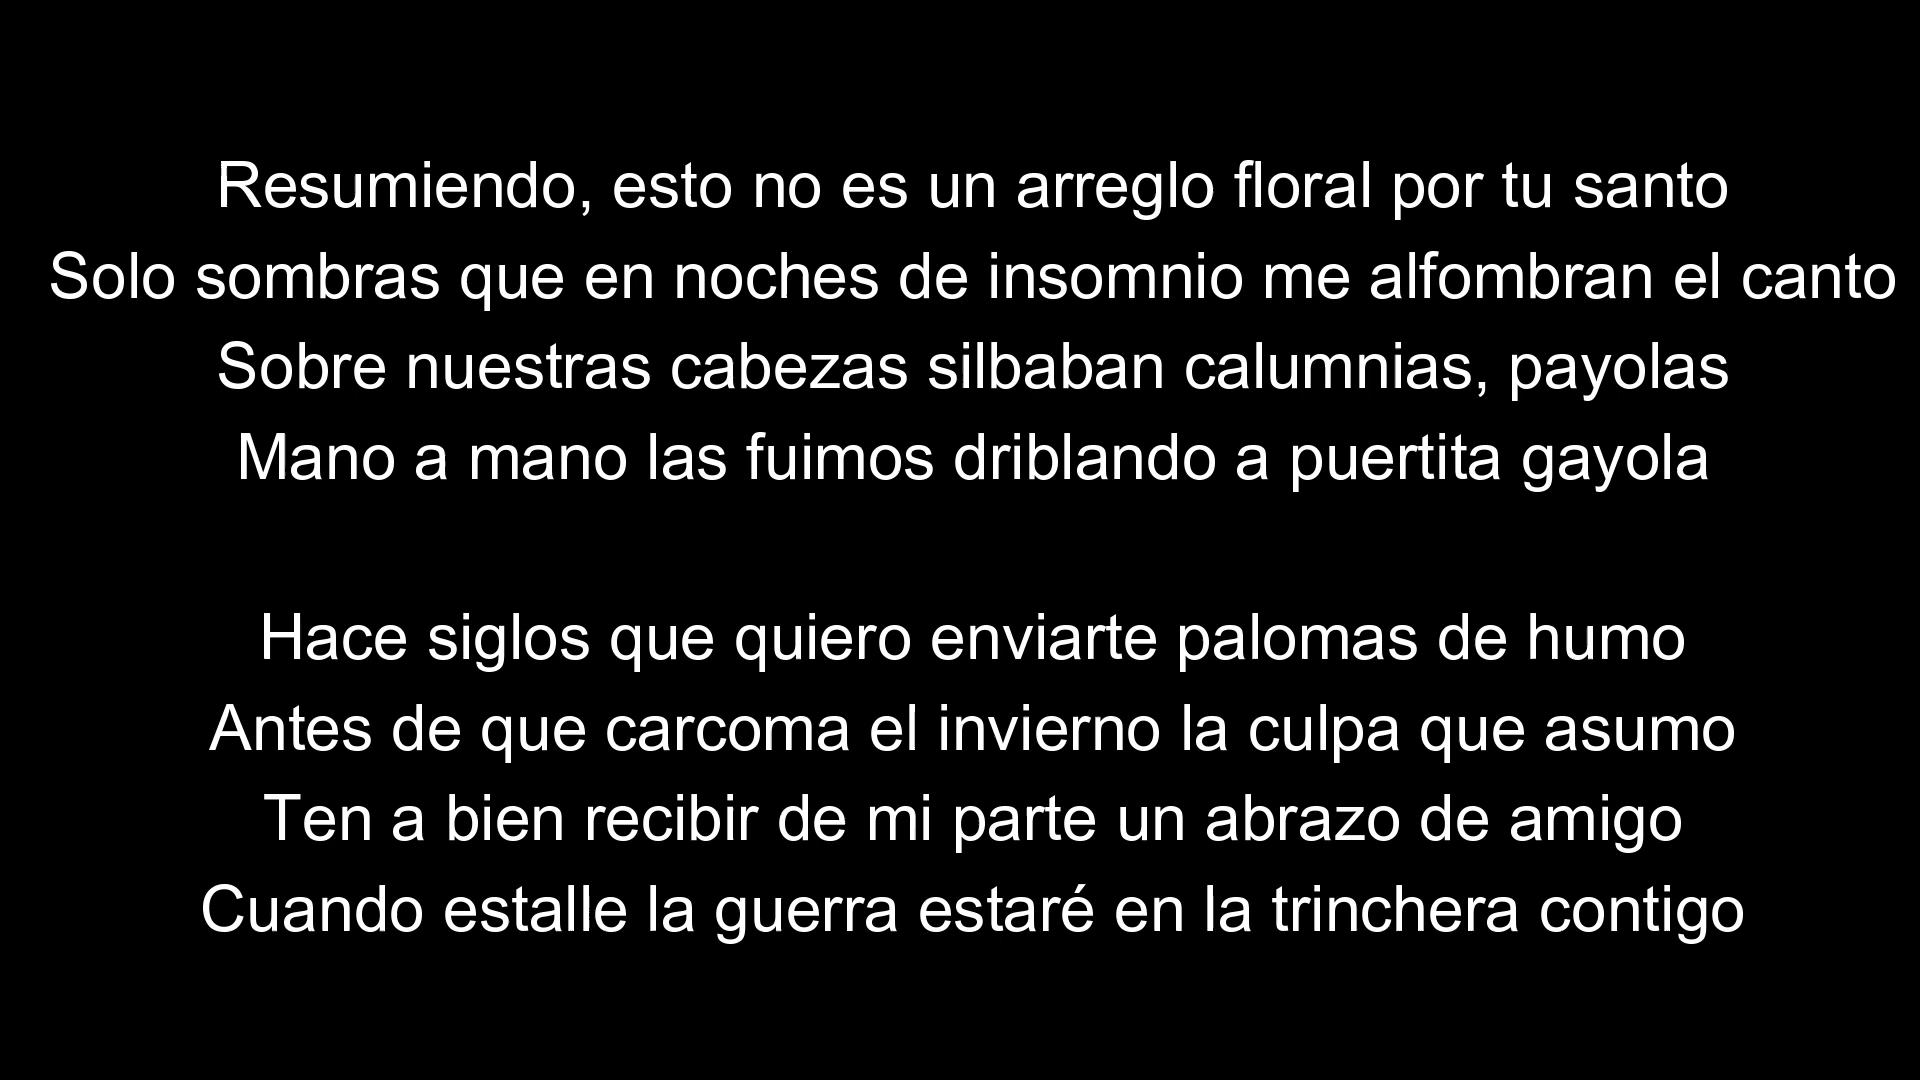 Resumiendo, esto no es un arreglo floral por tu santo
Solo sombras que en noches de insomnio me alfombran el canto
Sobre nuestras cabezas silbaban calumnias, payolas
Mano a mano las fuimos driblando a puertita gayola
Hace siglos que quiero enviarte palomas de humo
Antes de que carcoma el invierno la culpa que asumo
Ten a bien recibir de mi parte un abrazo de amigo
Cuando estalle la guerra estaré en la trinchera contigo